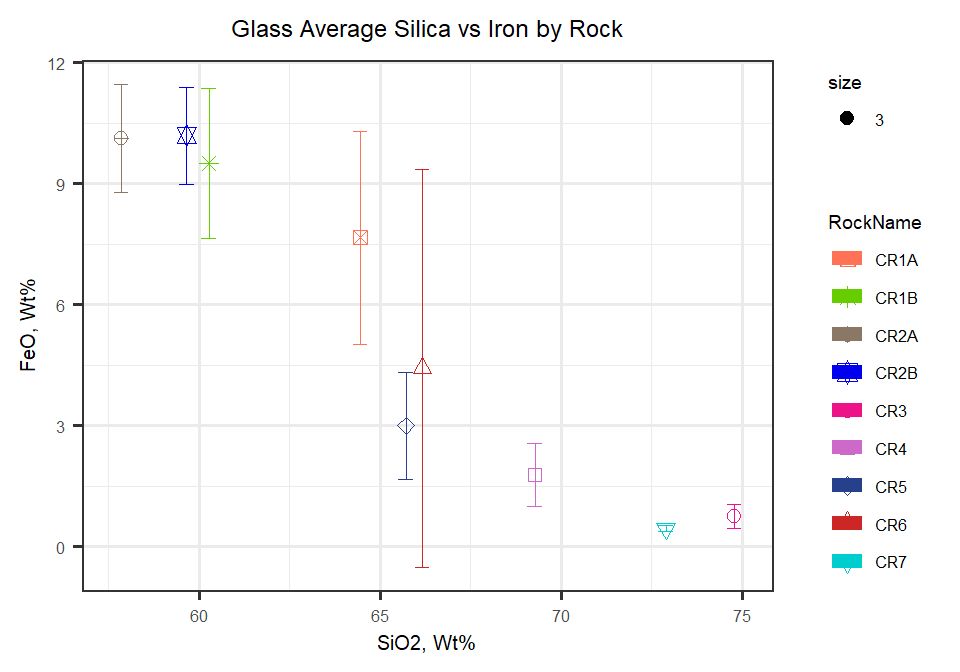 Glass Average Silica vs Iron by Rock
12
9
6
3
0
FeO, Wt%
60
65
70
75
SiO2, Wt%
size
3
RockName
CR1A
CR1B
CR2A
CR2B
CR3
CR4
CR5
CR6
CR7